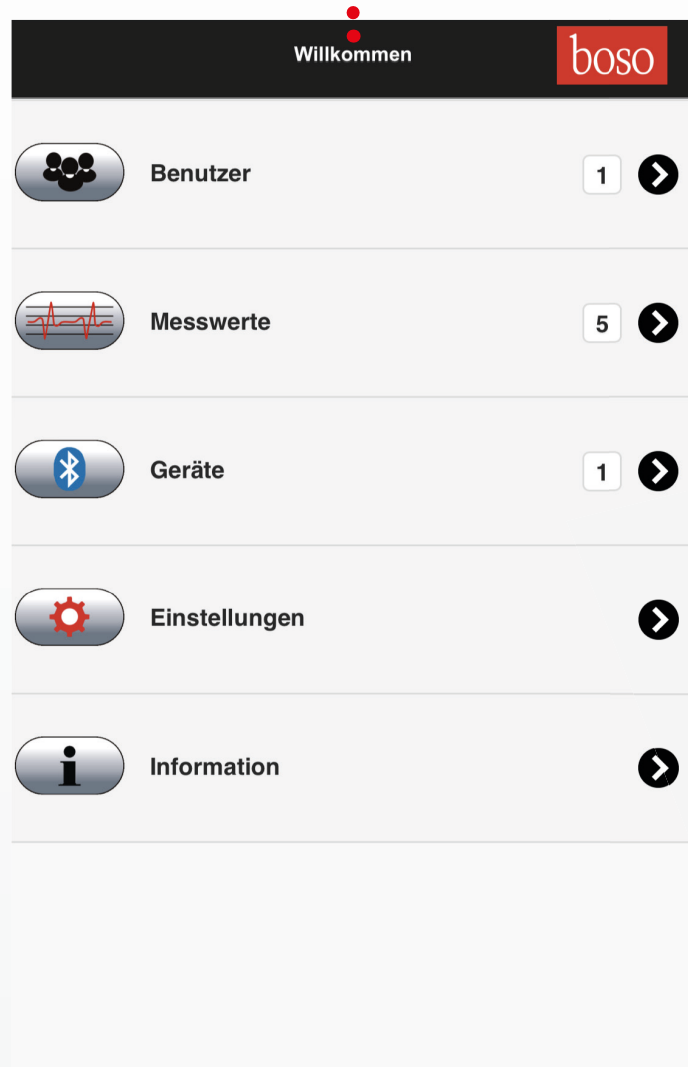 Willkommen
boso
Benutzer 1
Messwerte 5
Geräte 1
Einstellungen
Information